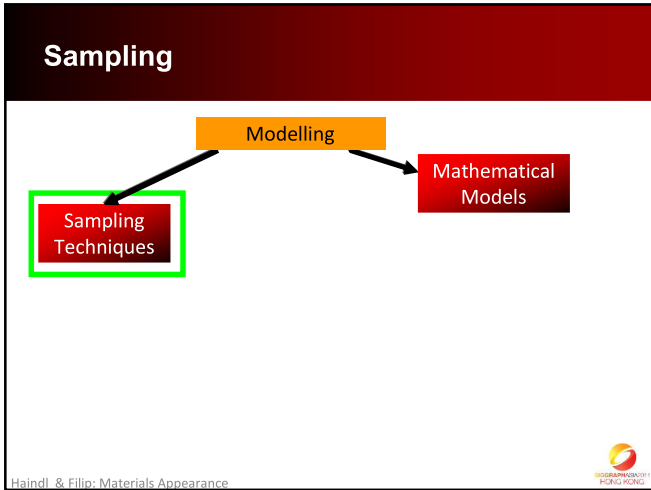 Sampling
Modelling
Mathematical
Models
Sampling
Techniques
Haindl & Filip: Materials Appearance
HONG KONG